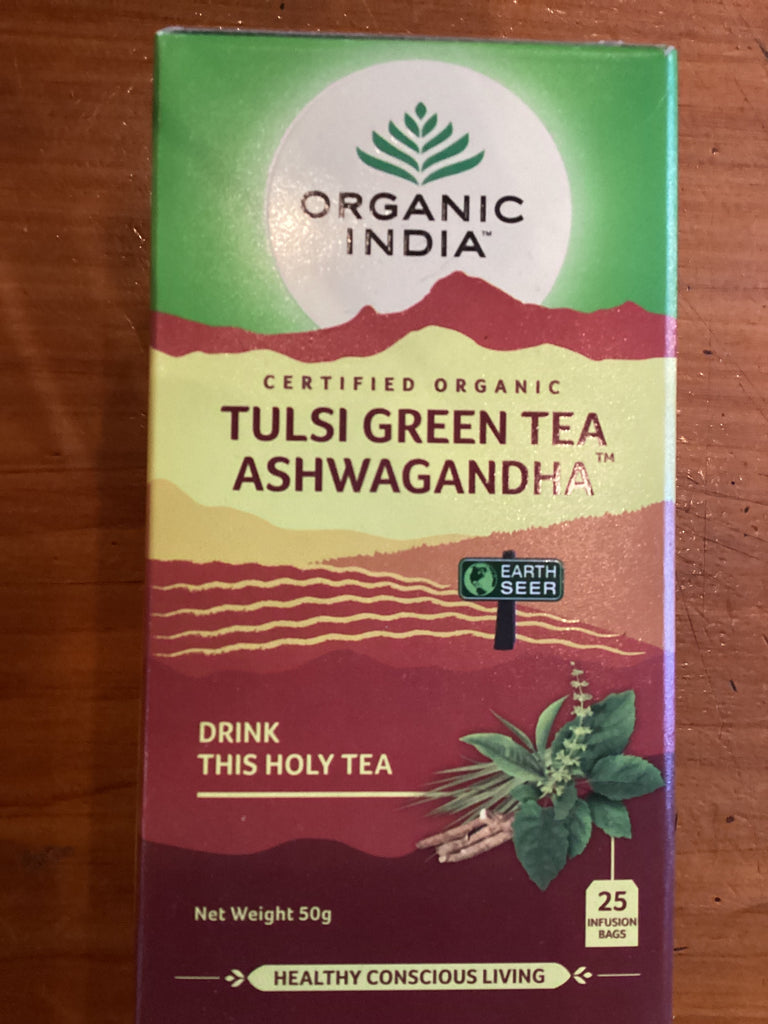 ORGANIC
INDIA™
CERTIFIED ORGANIC
TULSI GREEN TEA
ASHWAGANDHA™
EARTH
SEER
DRINK
THIS HOLY TEA
25
INFUSION
BAGS
Net Weight 50g
HEALTHY CONSCIOUS LIVING